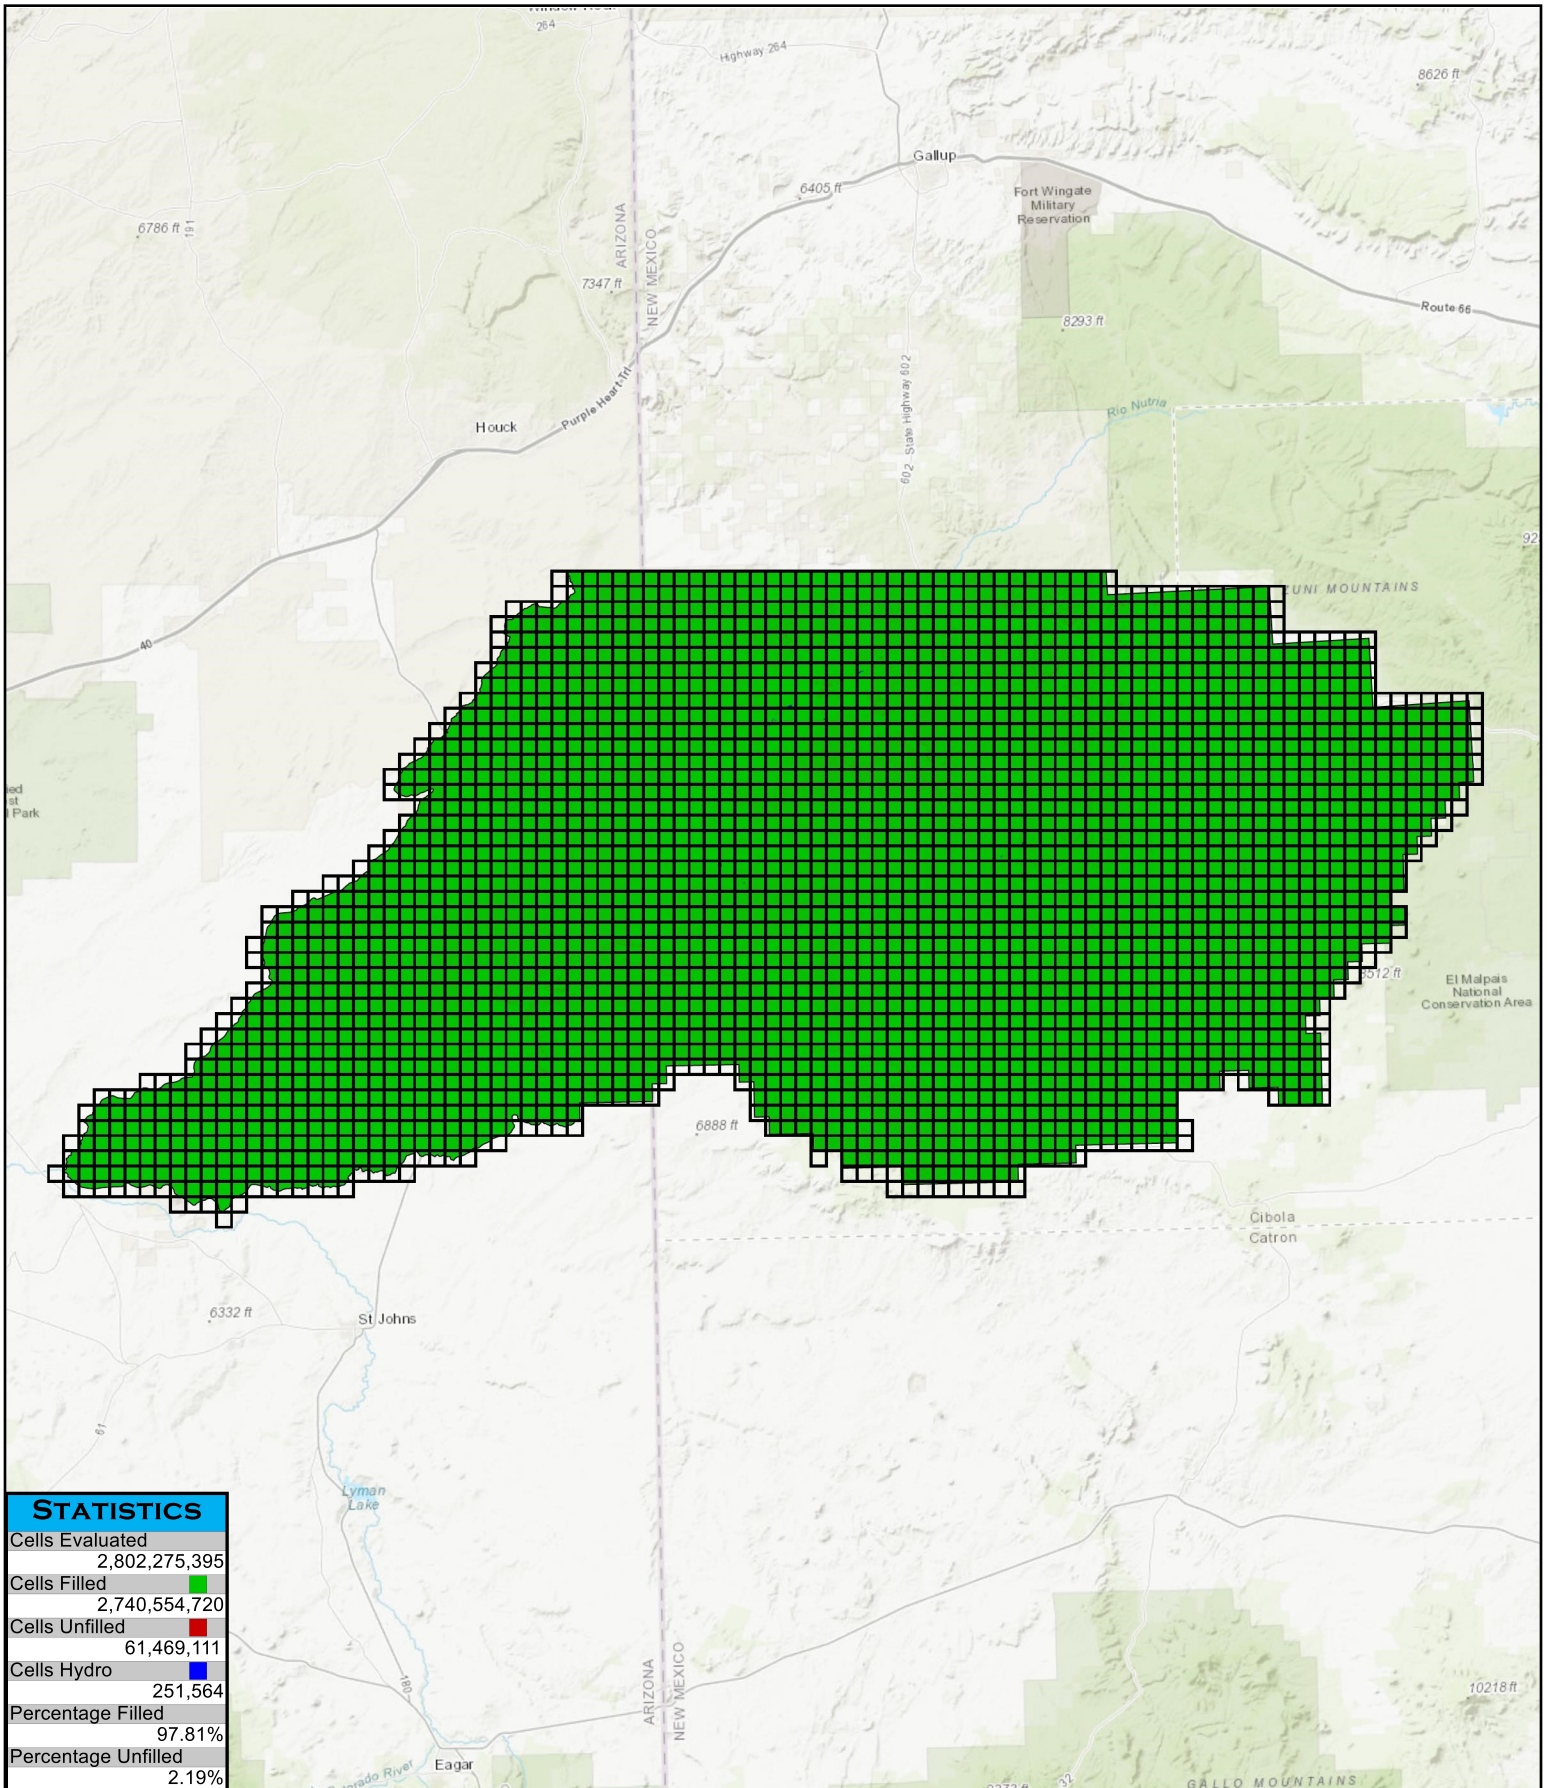 264
Highway 264
8626 ft
Gallup
6405 ft
Fort Wingate
Military
Reservation
6786 ft
191
ARIZONA
NEW MEXICO
7347 ft
Route 66
8293 ft
Purple Heart Trl
602 State Highway 602
Rio Nutria
Houck
ZUNI MOUNTAINS
40
Park
8512 ft
El Malpais
National
Conservation Area
6888 ft
Cibola
Catron
6332 ft
St Johns
61
Lyman
Lake
STATISTICS
Cells Evaluated
2,802,275,395
Cells Filled
2,740,554,720
Cells Unfilled
61,469,111
Cells Hydro
251,564
Percentage Filled
97.81%
Percentage Unfilled
2.19%
180
ARIZONA
NEW MEXICO
10218 ft
Eagar
River
32
GALLO MOUNTAINS